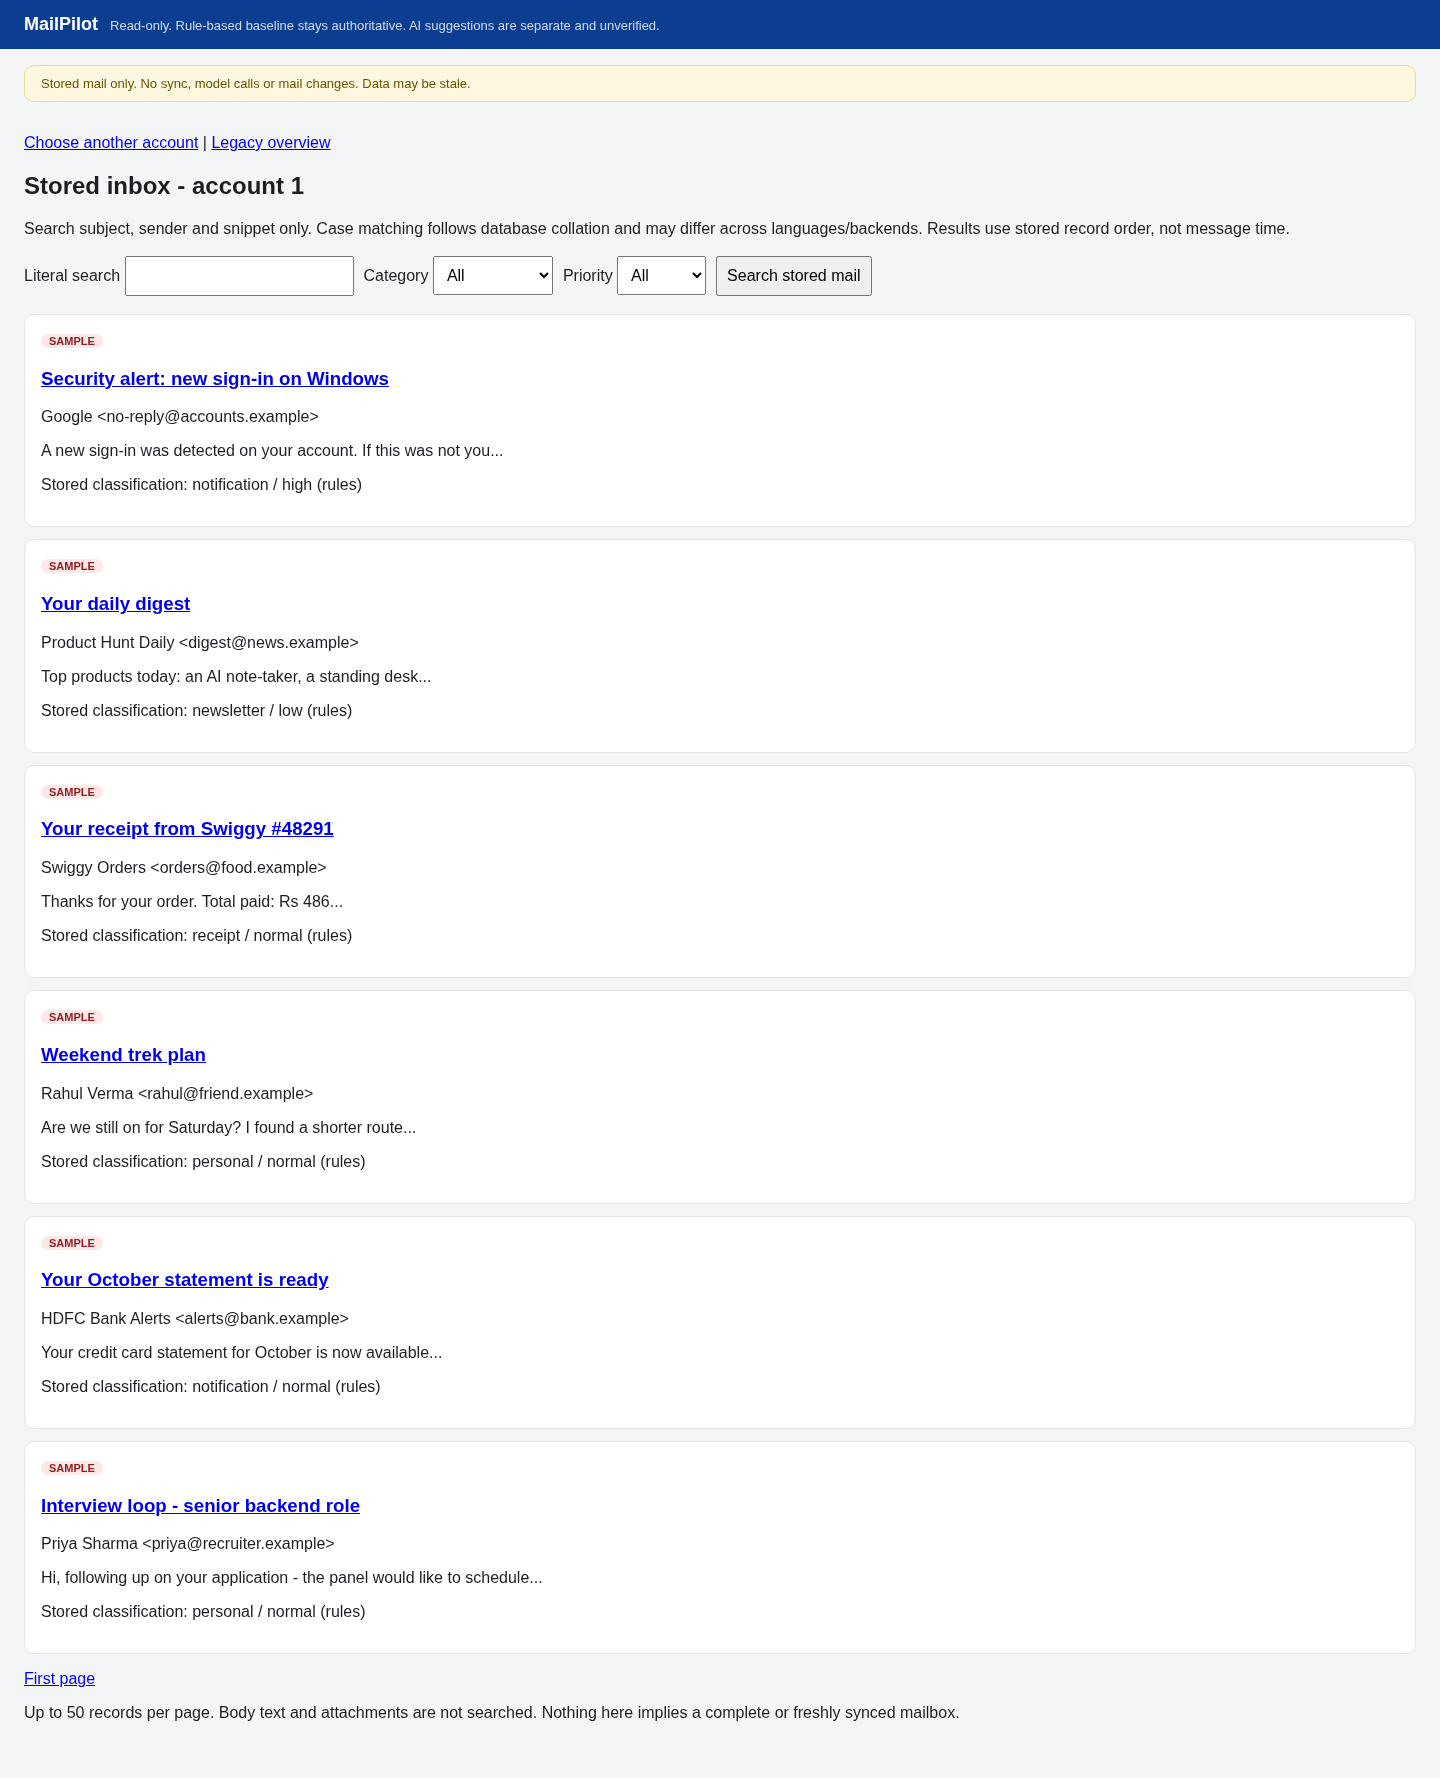 MailPilot Read-only. Rule-based baseline stays authoritative. AI suggestions are separate and unverified.
Stored mail only. No sync, model calls or mail changes. Data may be stale.
Choose another account | Legacy overview
Stored inbox - account 1
Search subject, sender and snippet only. Case matching follows database collation and may differ across languages/backends. Results use stored record order, not message time.
Literal search Category All Priority All Search stored mail
SAMPLE
Security alert: new sign-in on Windows
Google <no-reply@accounts.example>
A new sign-in was detected on your account. If this was not you...
Stored classification: notification / high (rules)
SAMPLE
Your daily digest
Product Hunt Daily <digest@news.example>
Top products today: an AI note-taker, a standing desk...
Stored classification: newsletter / low (rules)
SAMPLE
Your receipt from Swiggy #48291
Swiggy Orders <orders@food.example>
Thanks for your order. Total paid: Rs 486...
Stored classification: receipt / normal (rules)
SAMPLE
Weekend trek plan
Rahul Verma <rahul@friend.example>
Are we still on for Saturday? I found a shorter route...
Stored classification: personal / normal (rules)
SAMPLE
Your October statement is ready
HDFC Bank Alerts <alerts@bank.example>
Your credit card statement for October is now available...
Stored classification: notification / normal (rules)
SAMPLE
Interview loop - senior backend role
Priya Sharma <priya@recruiter.example>
Hi, following up on your application - the panel would like to schedule...
Stored classification: personal / normal (rules)
First page
Up to 50 records per page. Body text and attachments are not searched. Nothing here implies a complete or freshly synced mailbox.